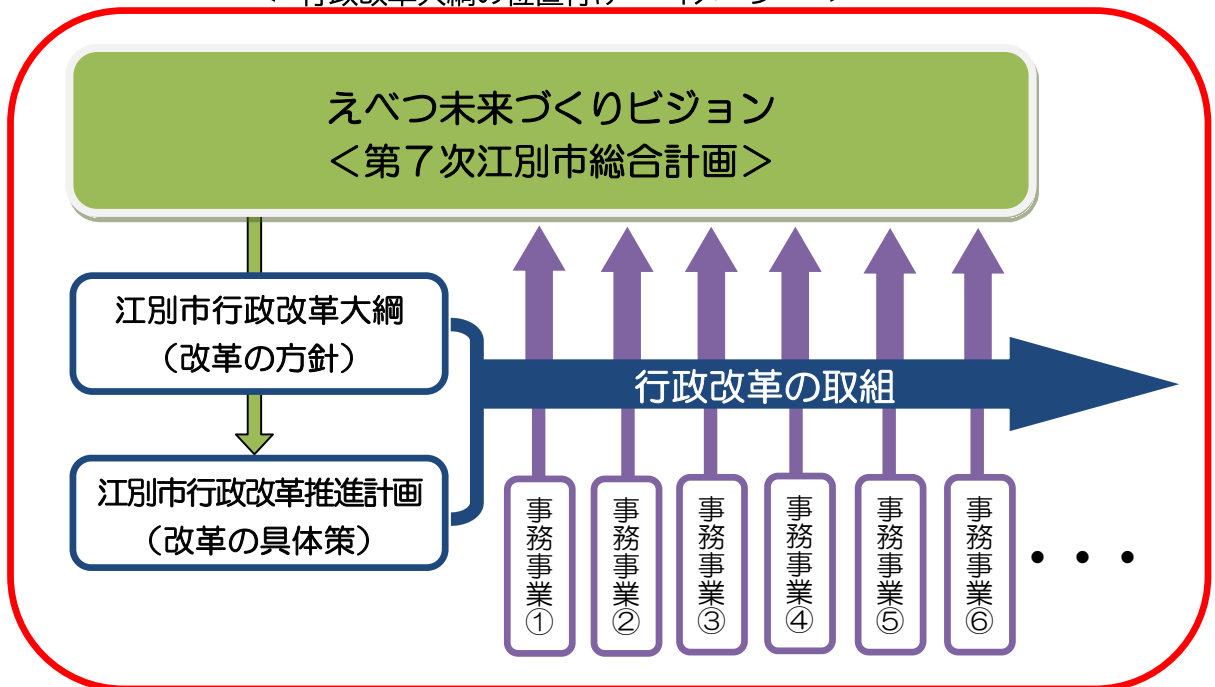 えべつ未来づくりビジョン
＜第７次江別市総合計画＞
江別市行政改革大綱
（改革の方針）
行政改革の取組
江別市行政改革推進計画
（改革の具体策）
事務事業①
事務事業②
事務事業③
事務事業④
事務事業⑤
事務事業⑥
・・・